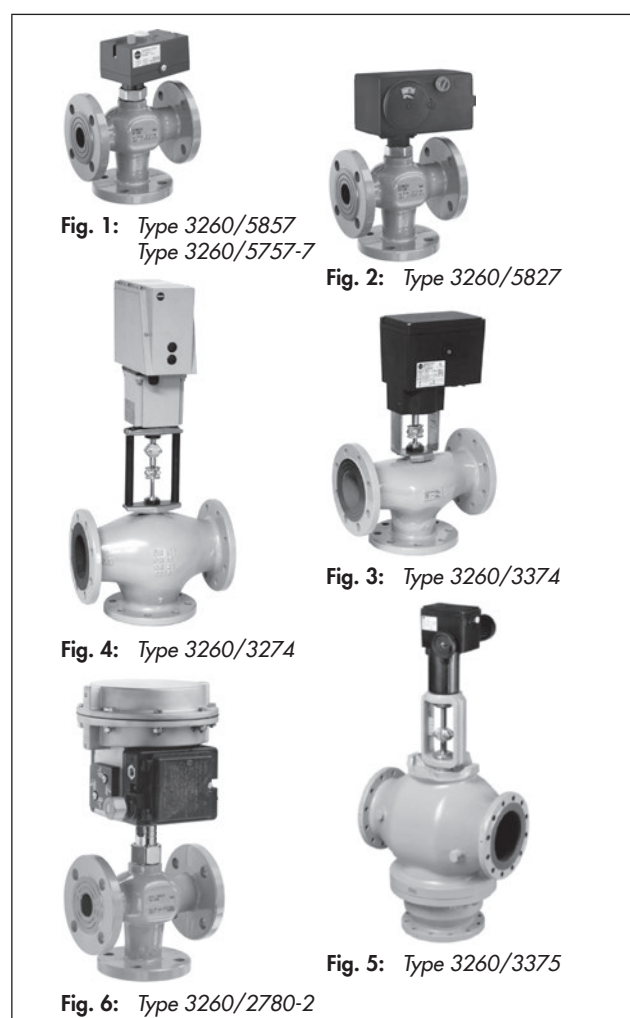 Fig. 1: Type 3260/5857
Type 3260/5757-7
Fig. 2: Type 3260/5827
Fig. 3: Type 3260/3374
Fig. 4: Type 3260/3274
Fig. 5: Type 3260/3375
Fig. 6: Type 3260/2780-2